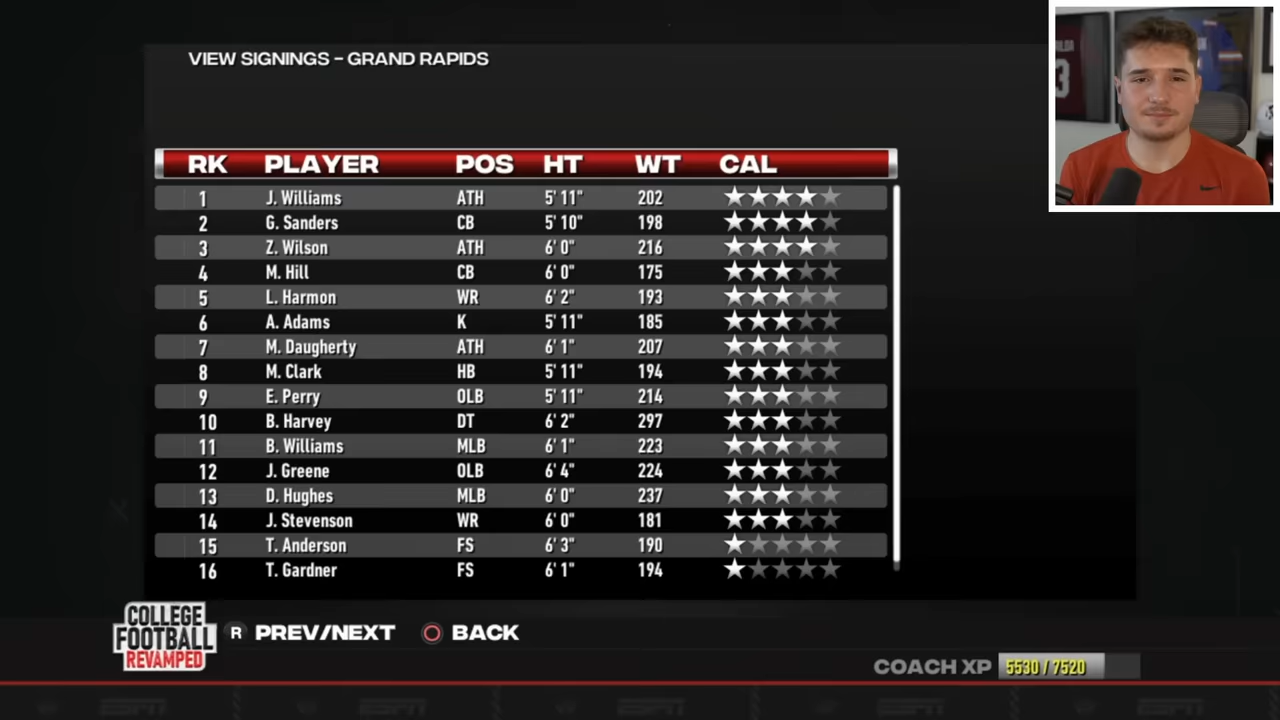 VIEW SIGNINGS – GRAND RAPIDS
RK PLAYER POS HT WT CAL
1 J. Williams ATH 5' 11" 202
2 G. Sanders CB 5' 10" 198
3 Z. Wilson ATH 6' 0" 216
4 M. Hill CB 6' 0" 175
5 L. Harmon WR 6' 2" 193
6 A. Adams K 5' 11" 185
7 M. Daugherty ATH 6' 1" 207
8 M. Clark HB 5' 11" 194
9 E. Perry OLB 5' 11" 214
10 B. Harvey DT 6' 2" 297
11 B. Williams MLB 6' 1" 223
12 J. Greene OLB 6' 4" 224
13 D. Hughes MLB 6' 0" 237
14 J. Stevenson WR 6' 0" 181
15 T. Anderson FS 6' 3" 190
16 T. Gardner FS 6' 1" 194
COLLEGE
FOOTBALL
REVAMPED
R PREV/NEXT BACK
COACH XP 5530 / 7520